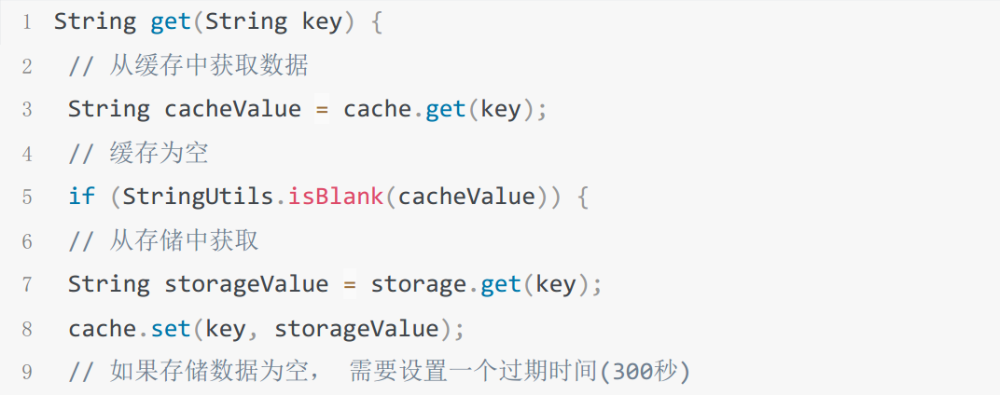 1 String get(String key) {
2 // 从缓存中获取数据
3 String cacheValue = cache.get(key);
4 // 缓存为空
5 if (StringUtils.isBlank(cacheValue)) {
6 // 从存储中获取
7 String storageValue = storage.get(key);
8 cache.set(key, storageValue);
9 // 如果存储数据为空， 需要设置一个过期时间(300秒)